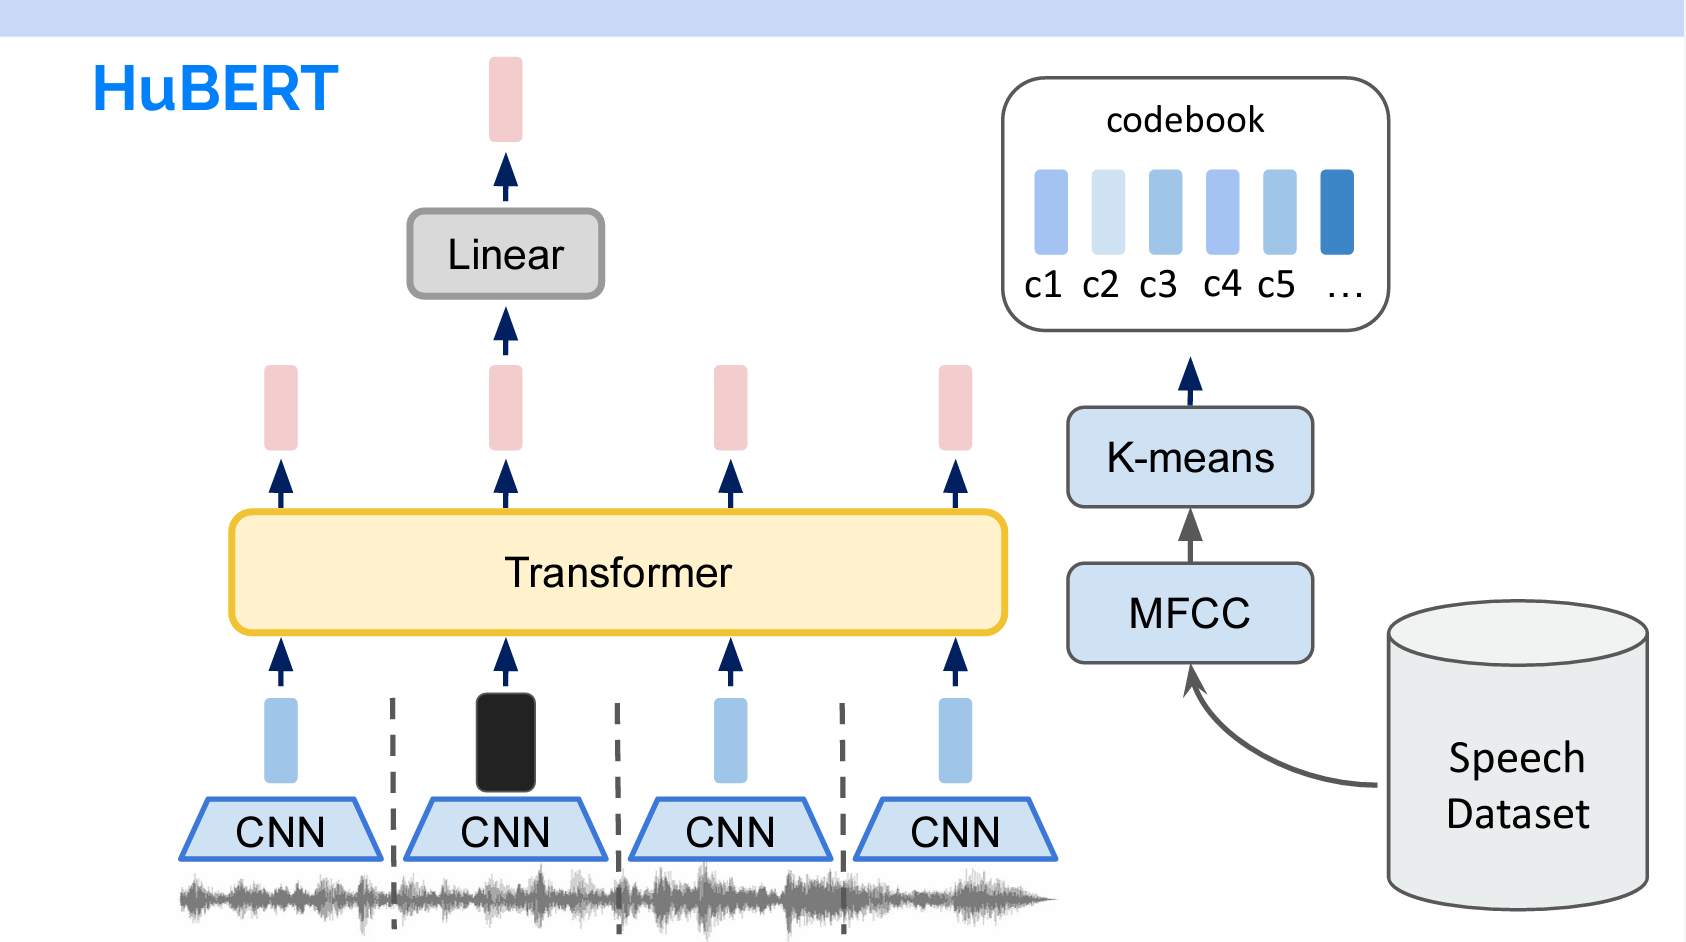 HuBERT
Linear
Transformer
CNN
CNN
CNN
CNN
codebook
c1 c2 c3 c4 c5 ...
K-means
MFCC
Speech
Dataset